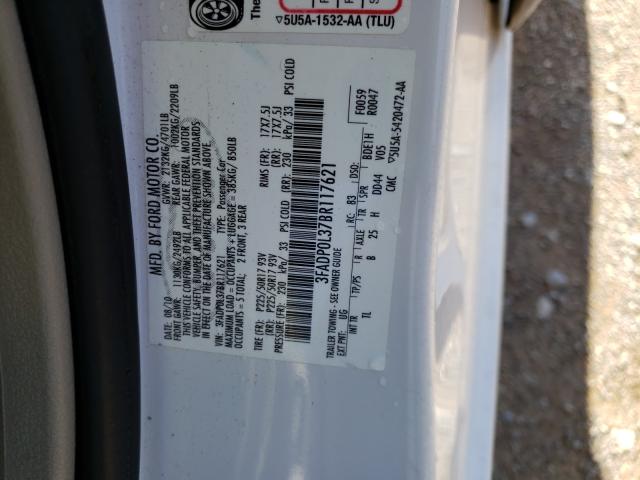 The
▽5U5A-1532-AA (TLU)
MFD. BY FORD MOTOR CO.
DATE: 08/10 GVWR: 2132KG/4701LB
FRONT GAWR: 1130KG/2492LB REAR GAWR: 1002KG/2209LB
THIS VEHICLE CONFORMS TO ALL APPLICABLE FEDERAL MOTOR
VEHICLE SAFETY, BUMPER, AND THEFT PREVENTION STANDARDS
IN EFFECT ON THE DATE OF MANUFACTURE SHOWN ABOVE.
VIN: 3FADP0L37BR117621 TYPE: Passenger Car
MAXIMUM LOAD = OCCUPANTS + LUGGAGE = 385KG/ 850LB
OCCUPANTS = 5 TOTAL: 2 FRONT, 3 REAR
TIRE (FR): P225/50R17 93V RIMS (FR): 17X7.5J
(RR): P225/50R17 93V (RR): 17X7.5J
PRESSURE (FR): 230 kPa/ 33 PSI COLD (RR): 230 kPa/ 33 PSI COLD
3FADP0L37BR117621
TRAILER TOWING - SEE OWNER GUIDE
F0059
R0047
EXT PNT: UG RC: B3 DSO:
INT TR TP/PS R AXLE TR SPR BDE1H
TL B 25 H DD44 V05
CMC ▽5U5A-5420472-AA